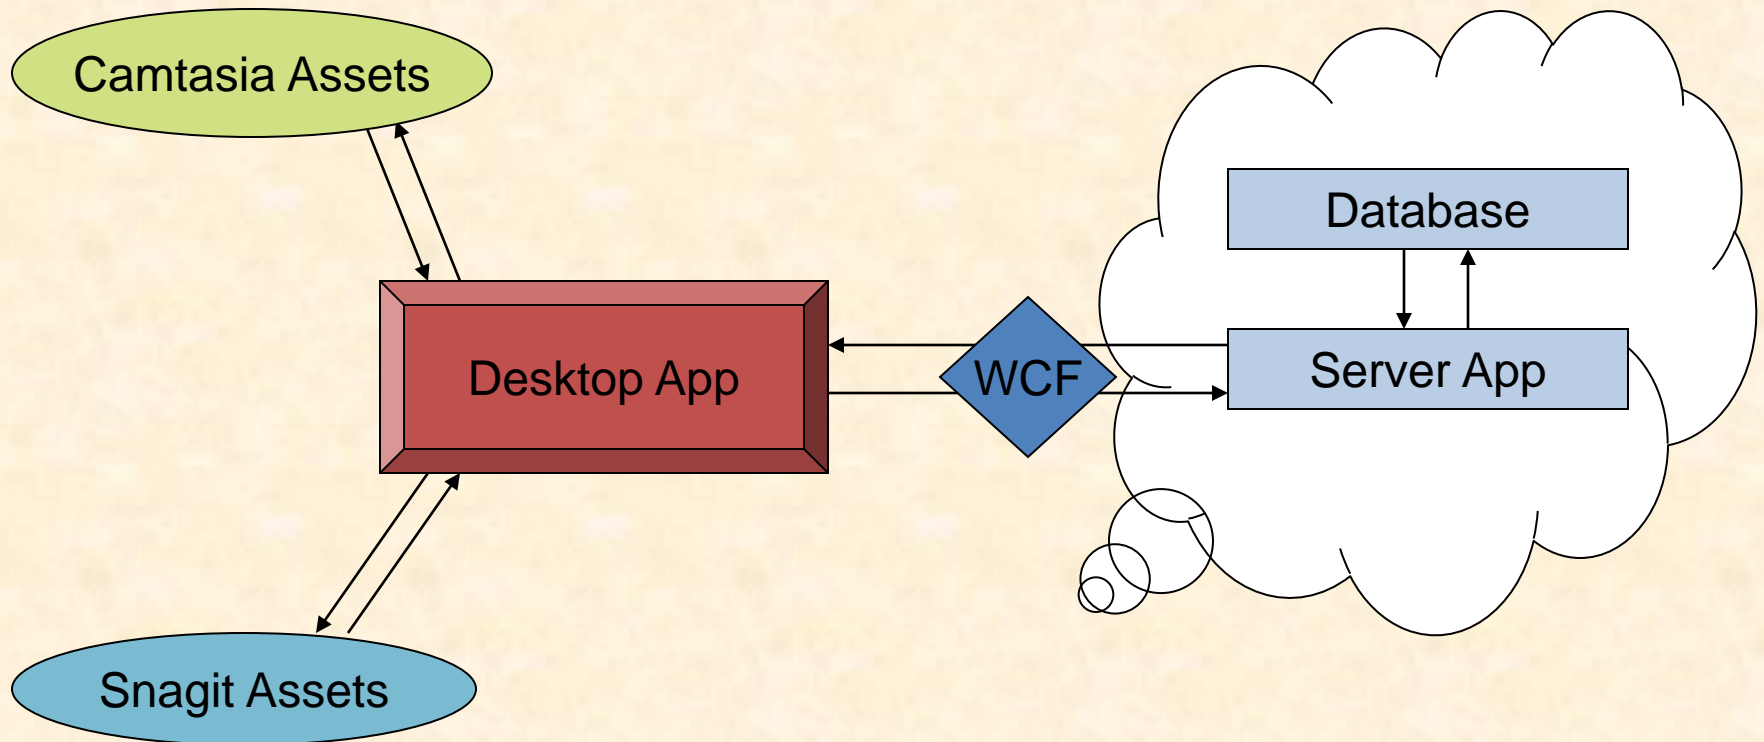 Camtasia Assets
Database
Desktop App
WCF
Server App
Snagit Assets